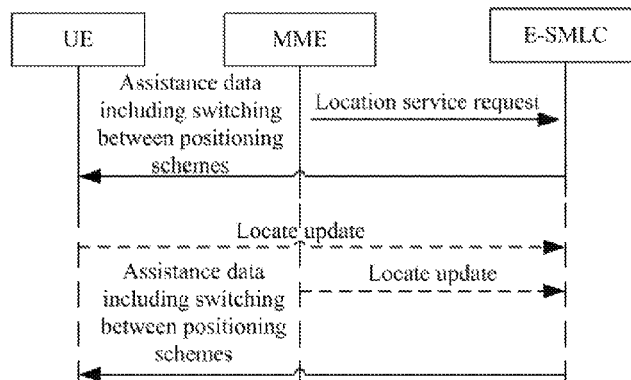 UE
MME
E-SMLC
Assistance data
including switching
between positioning
schemes
Location service request
Locate update
Assistance data
including switching
between positioning
schemes
Locate update